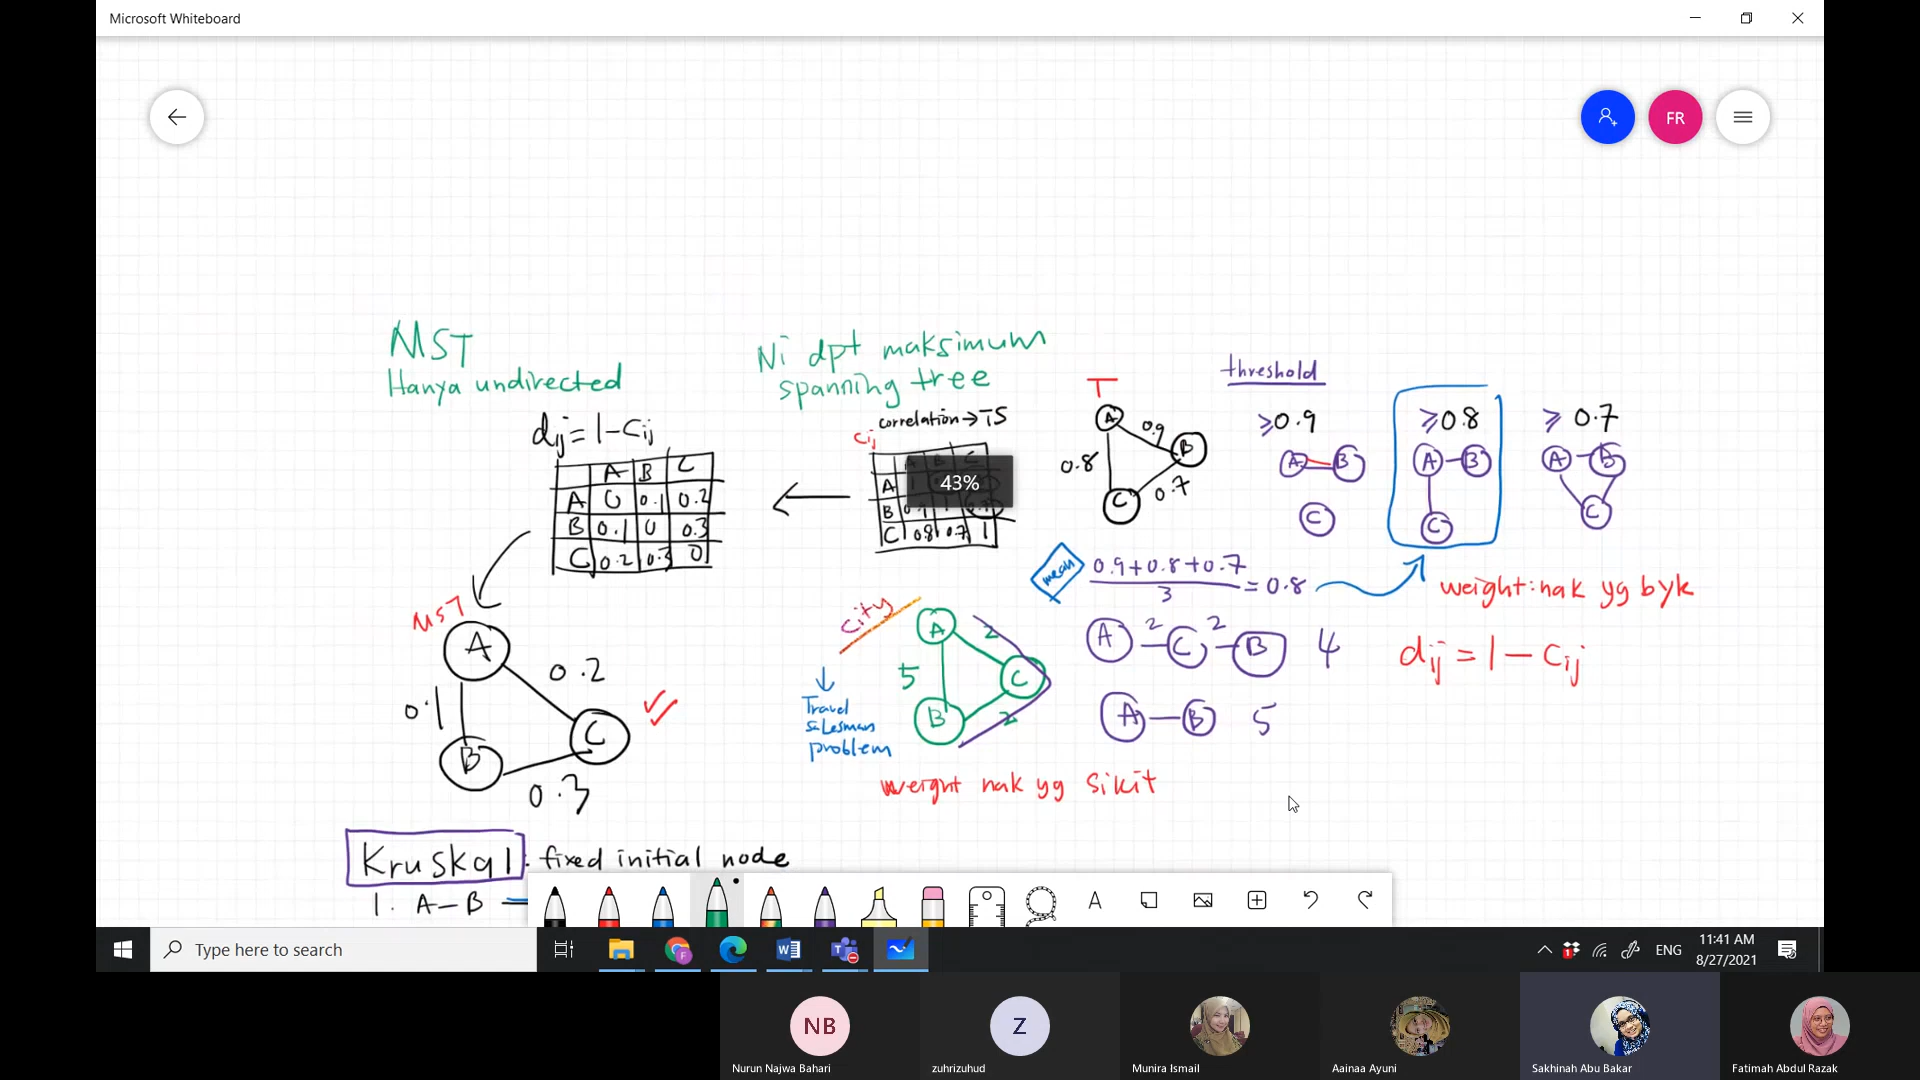 Microsoft Whiteboard
FR
MST
Hanya undirected
dij = 1-Cij
A B C
A 0 0.1 0.2
B 0.1 0 0.3
C 0.2 0.3 0
MST
A
0.2
0.1
C
B
0.3
Kruskal : fixed initial node
1. A-B
Ni dpt maksimum
spanning tree
correlation → TS
Cij
43%
A
B
C 0.8 0.7 1
T
A
0.9
B
0.8
0.7
C
threshold
≥0.9
A B
C
≥0.8
A-B
C
≥ 0.7
A-B
C
mean
0.9+0.8+0.7
3
= 0.8
weight: nak yg byk
dij = 1 - Cij
city
Travel
salesman
problem
A
2
5
C
B
2
A 2 C 2 B 4
A - B 5
weight nak yg sikit
Type here to search
ENG
11:41 AM
8/27/2021
NB
Nurun Najwa Bahari
Z
zuhrizuhud
Munira Ismail
Aainaa Ayuni
Sakhinah Abu Bakar
Fatimah Abdul Razak